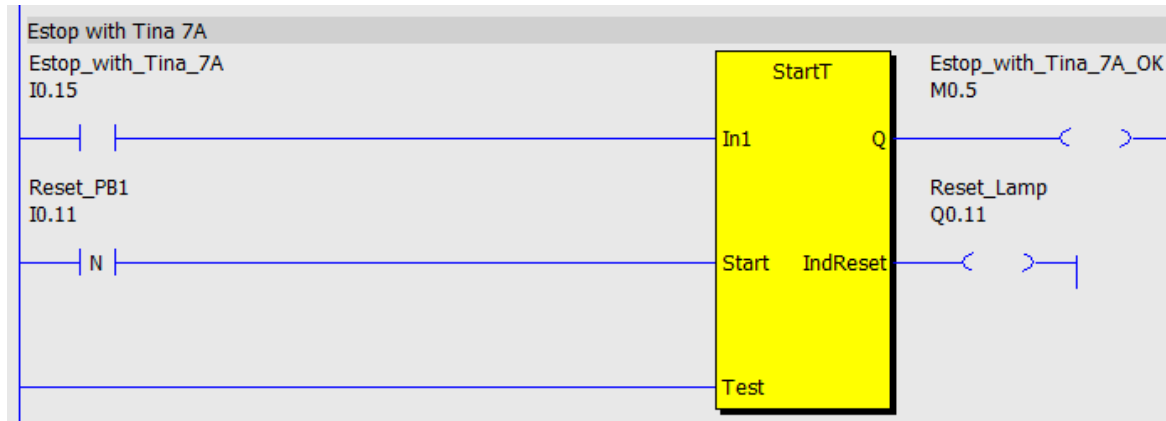 Estop with Tina 7A
Estop_with_Tina_7A
I0.15
StartT
Estop_with_Tina_7A_OK
M0.5
In1
Q
Reset_PB1
I0.11
Reset_Lamp
Q0.11
N
Start
IndReset
Test